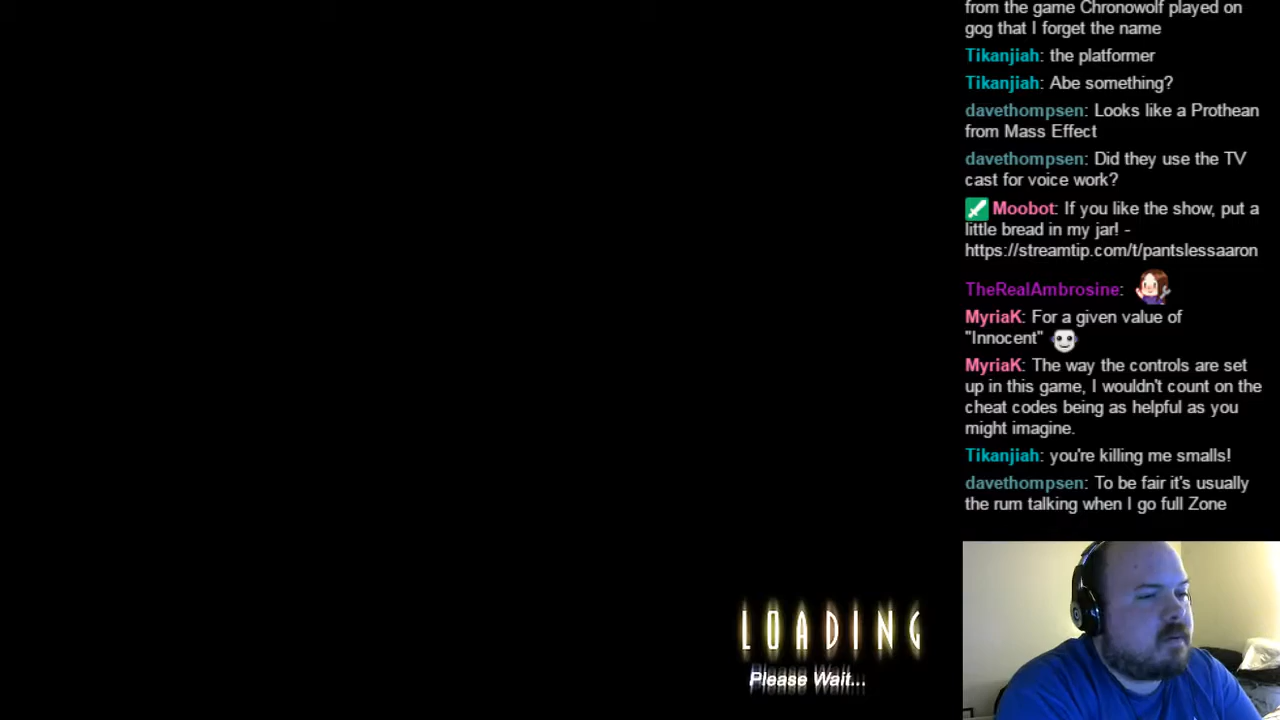 from the game Chronowolf played on
gog that I forget the name
Tikanjiah: the platformer
Tikanjiah: Abe something?
davethompsen: Looks like a Prothean
from Mass Effect
davethompsen: Did they use the TV
cast for voice work?
Moobot: If you like the show, put a
little bread in my jar! -
https://streamtip.com/t/pantslessaaron
TheRealAmbrosine:
MyriaK: For a given value of
"Innocent"
MyriaK: The way the controls are set
up in this game, I wouldn't count on the
cheat codes being as helpful as you
might imagine.
Tikanjiah: you're killing me smalls!
davethompsen: To be fair it's usually
the rum talking when I go full Zone
LOADING
Please Wait...